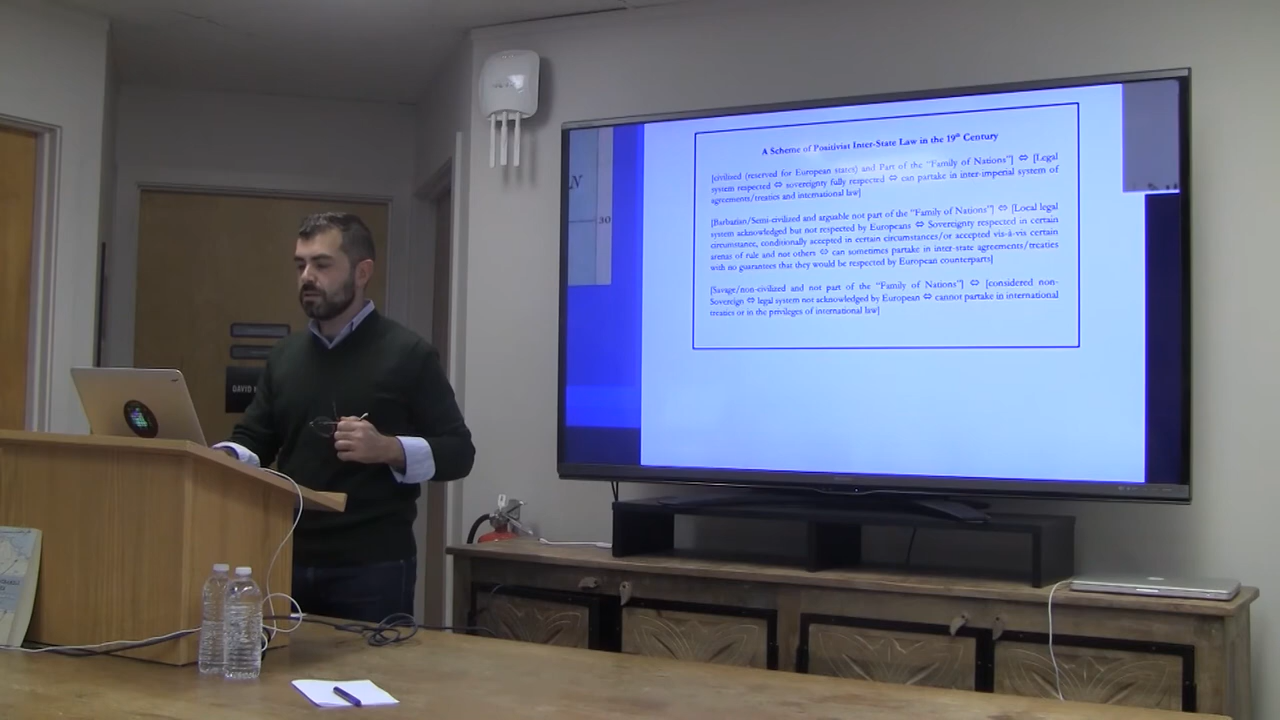 A Scheme of Positivist Inter-State Law in the 19th Century
[civilized (reserved for European states) and Part of the "Family of Nations"] ⇔ [Legal
system respected ⇔ sovereignty fully respected ⇔ can partake in inter-imperial system of
agreements/treaties and international law]
[Barbarian/Semi-civilized and arguable not part of the "Family of Nations"] ⇔ [Local legal
system acknowledged but not respected by Europeans ⇔ Sovereignty respected in certain
circumstance, conditionally accepted in certain circumstances/or accepted vis-à-vis certain
arenas of rule and not others ⇔ can sometimes partake in inter-state agreements/treaties
with no guarantees that they would be respected by European counterparts]
[Savage/non-civilized and not part of the "Family of Nations"] ⇔ [considered non-
Sovereign ⇔ legal system not acknowledged by European ⇔ cannot partake in international
treaties or in the privileges of international law]
N
30
DAVID